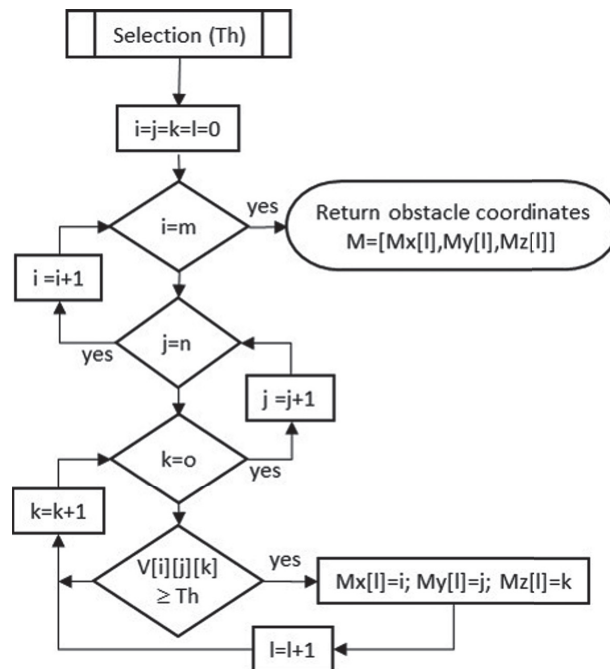 Selection (Th)
i=j=k=l=0
i=m
yes
Return obstacle coordinates
M=[Mx[l],My[l],Mz[l]]
i =i+1
j=n
yes
j =j+1
k=o
yes
k=k+1
V[i][j][k]
≥ Th
yes
Mx[l]=i; My[l]=j; Mz[l]=k
l=l+1